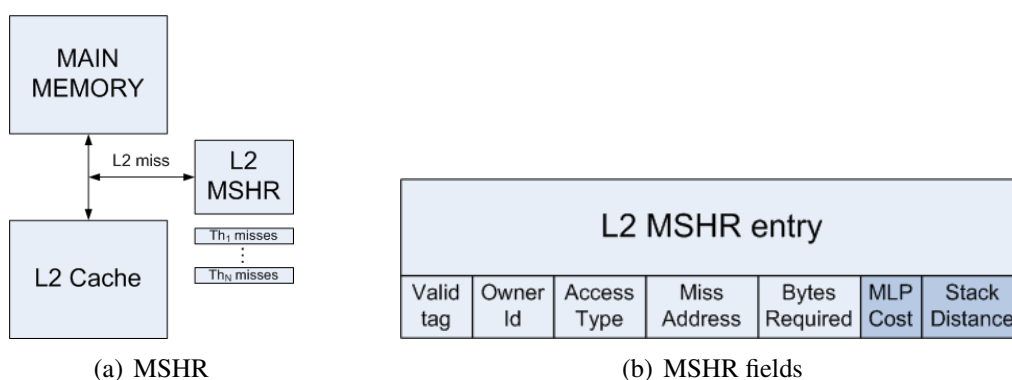 MAIN
MEMORY
L2 miss
L2
MSHR
Th1 misses
⋮
ThN misses
L2 Cache
(a) MSHR
L2 MSHR entry
Valid tag
Owner Id
Access Type
Miss Address
Bytes Required
MLP Cost
Stack Distance
(b) MSHR fields